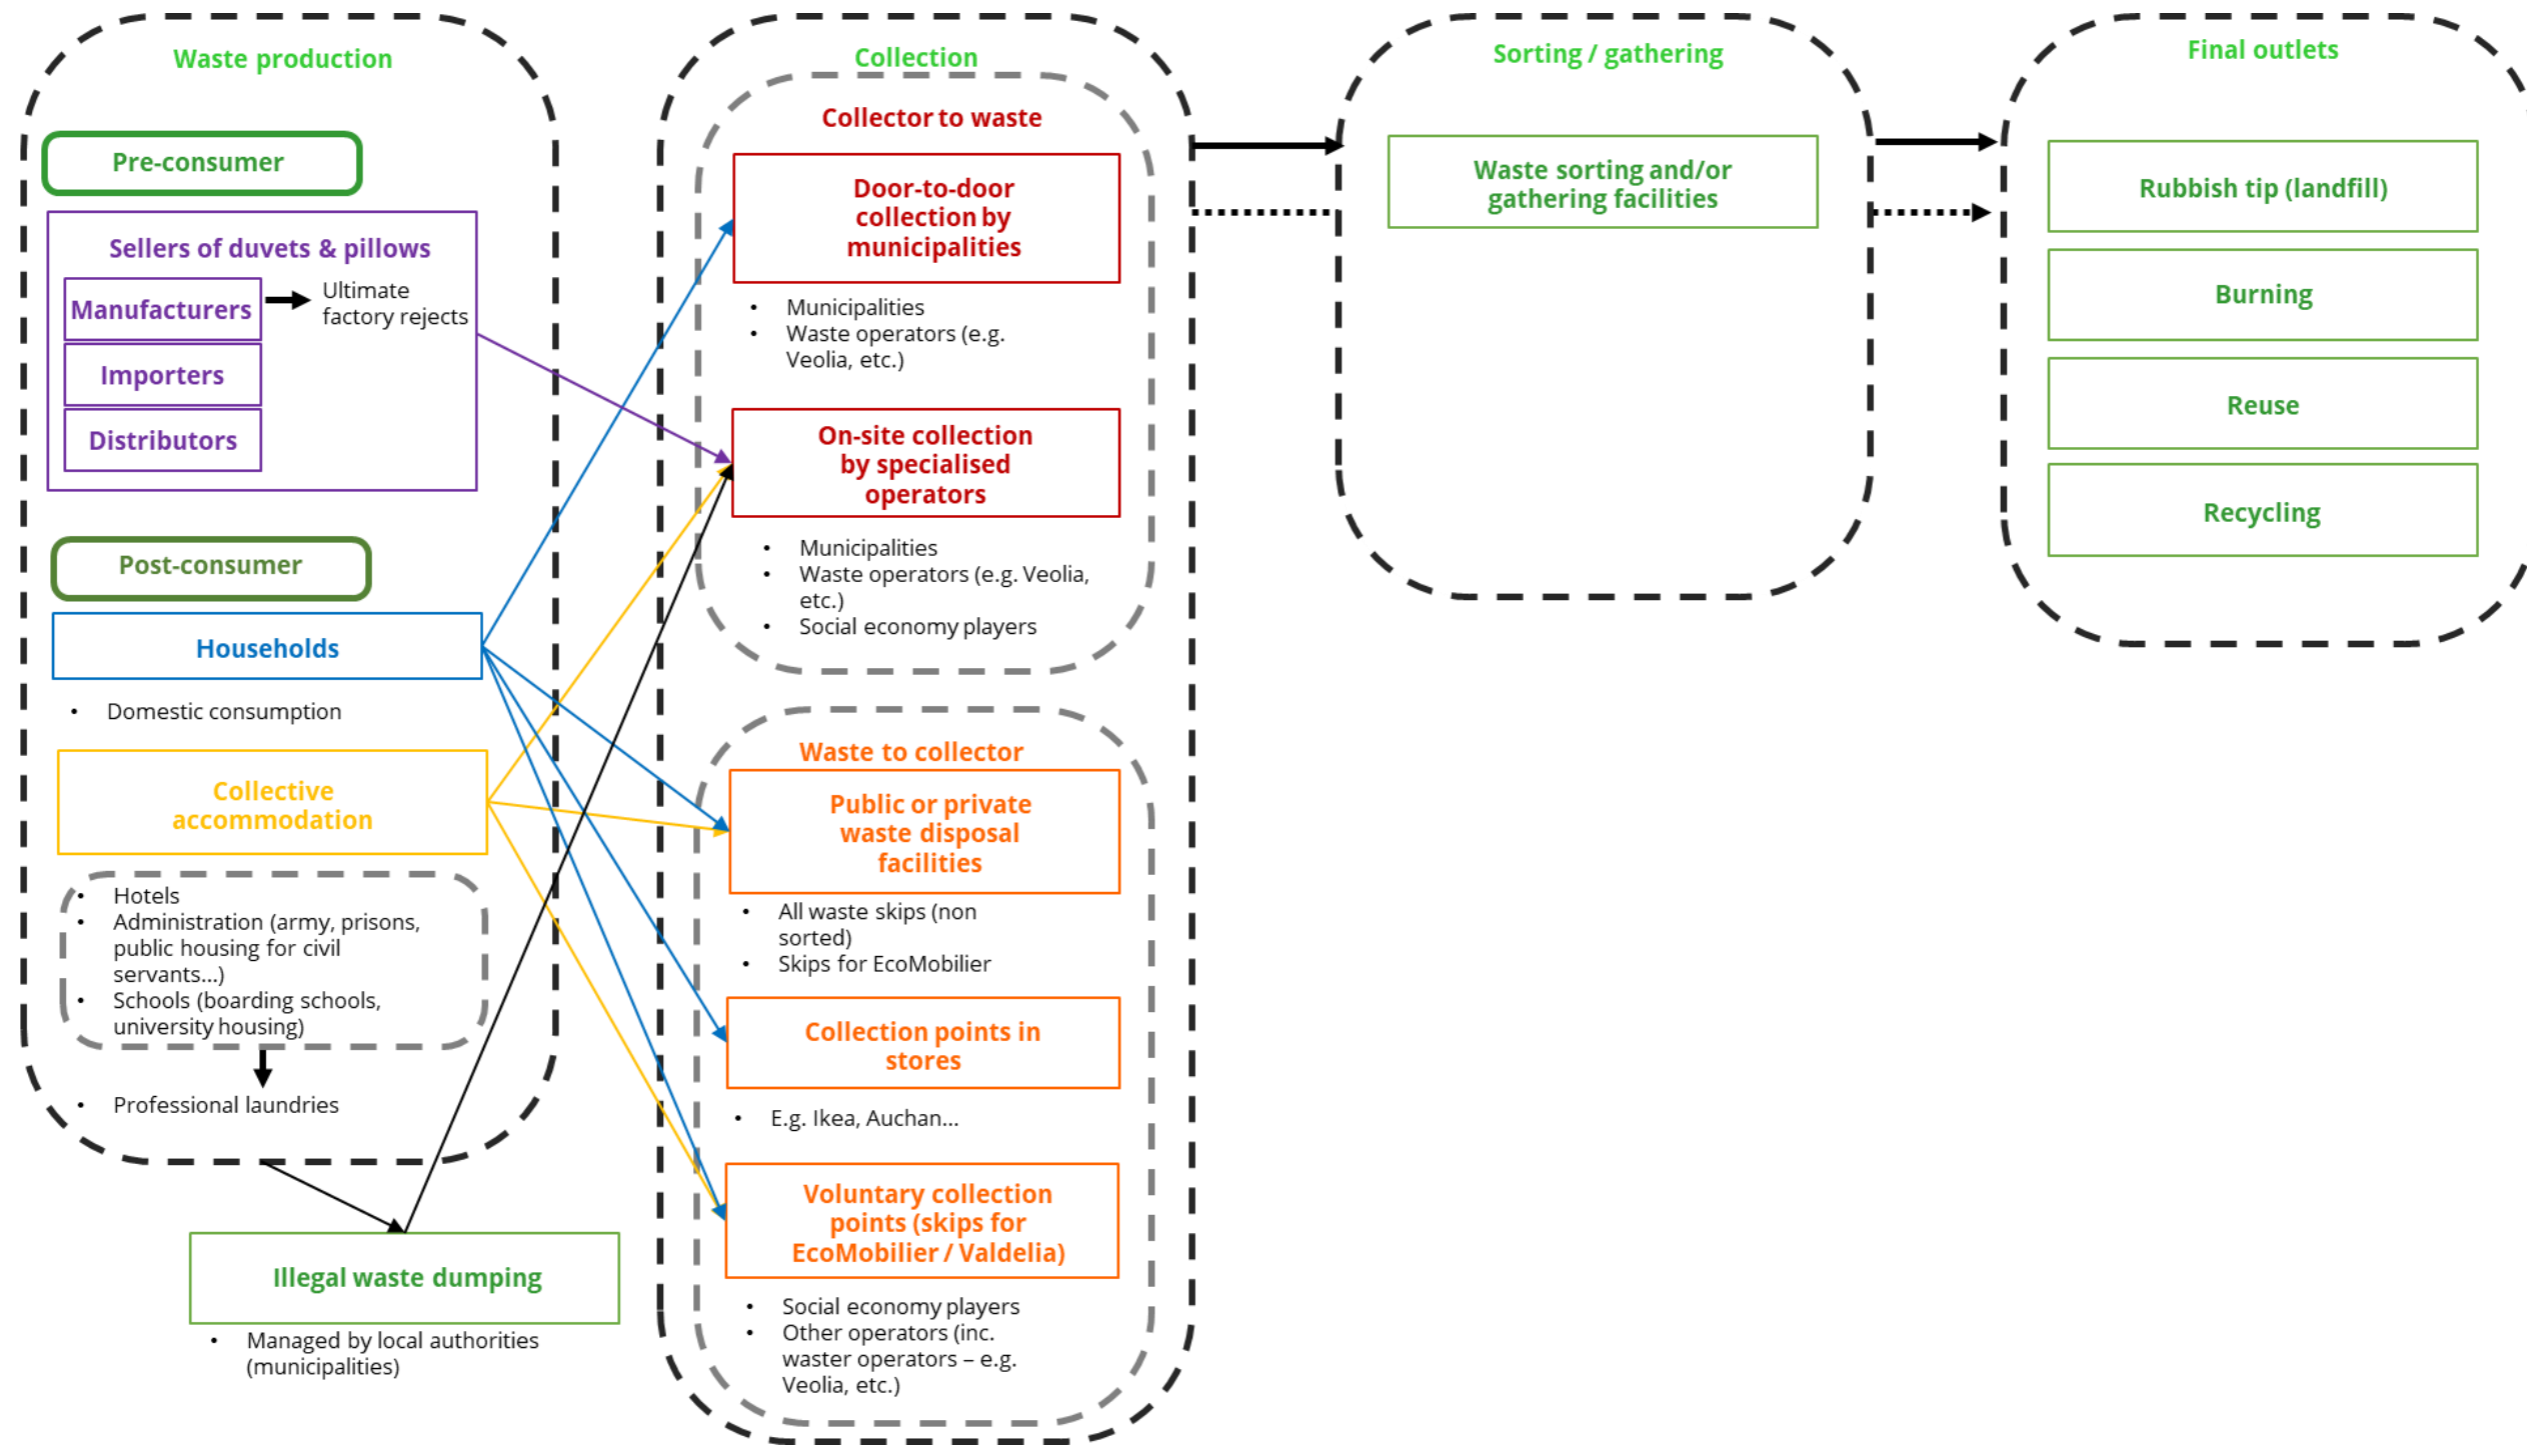 Waste production
Pre-consumer
Sellers of duvets & pillows
Manufacturers
Ultimate
factory rejects
Importers
Distributors
Post-consumer
Households
• Domestic consumption
Collective
accommodation
• Hotels
• Administration (army, prisons,
public housing for civil
servants...)
• Schools (boarding schools,
university housing)
• Professional laundries
Illegal waste dumping
• Managed by local authorities
(municipalities)
Collection
Collector to waste
Door-to-door
collection by
municipalities
• Municipalities
• Waste operators (e.g.
Veolia, etc.)
On-site collection
by specialised
operators
• Municipalities
• Waste operators (e.g. Veolia,
etc.)
• Social economy players
Waste to collector
Public or private
waste disposal
facilities
• All waste skips (non
sorted)
• Skips for EcoMobilier
Collection points in
stores
• E.g. Ikea, Auchan...
Voluntary collection
points (skips for
EcoMobilier / Valdelia)
• Social economy players
• Other operators (inc.
waster operators – e.g.
Veolia, etc.)
Sorting / gathering
Waste sorting and/or
gathering facilities
Final outlets
Rubbish tip (landfill)
Burning
Reuse
Recycling